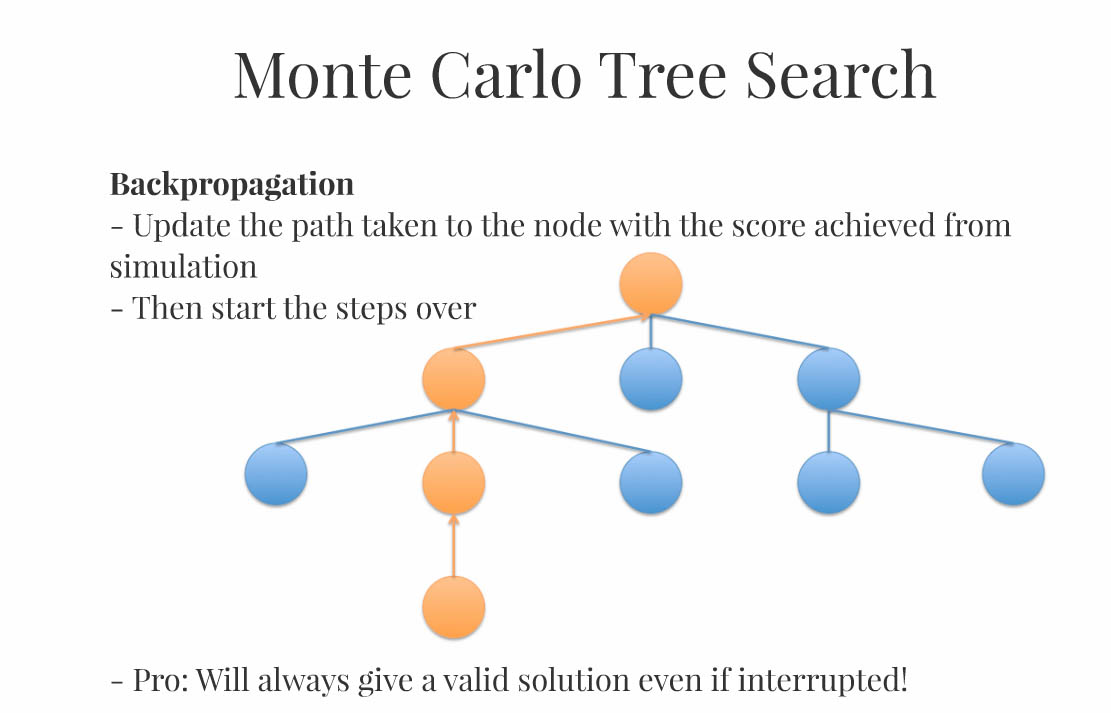 Monte Carlo Tree Search
Backpropagation
- Update the path taken to the node with the score achieved from
simulation
- Then start the steps over
- Pro: Will always give a valid solution even if interrupted!